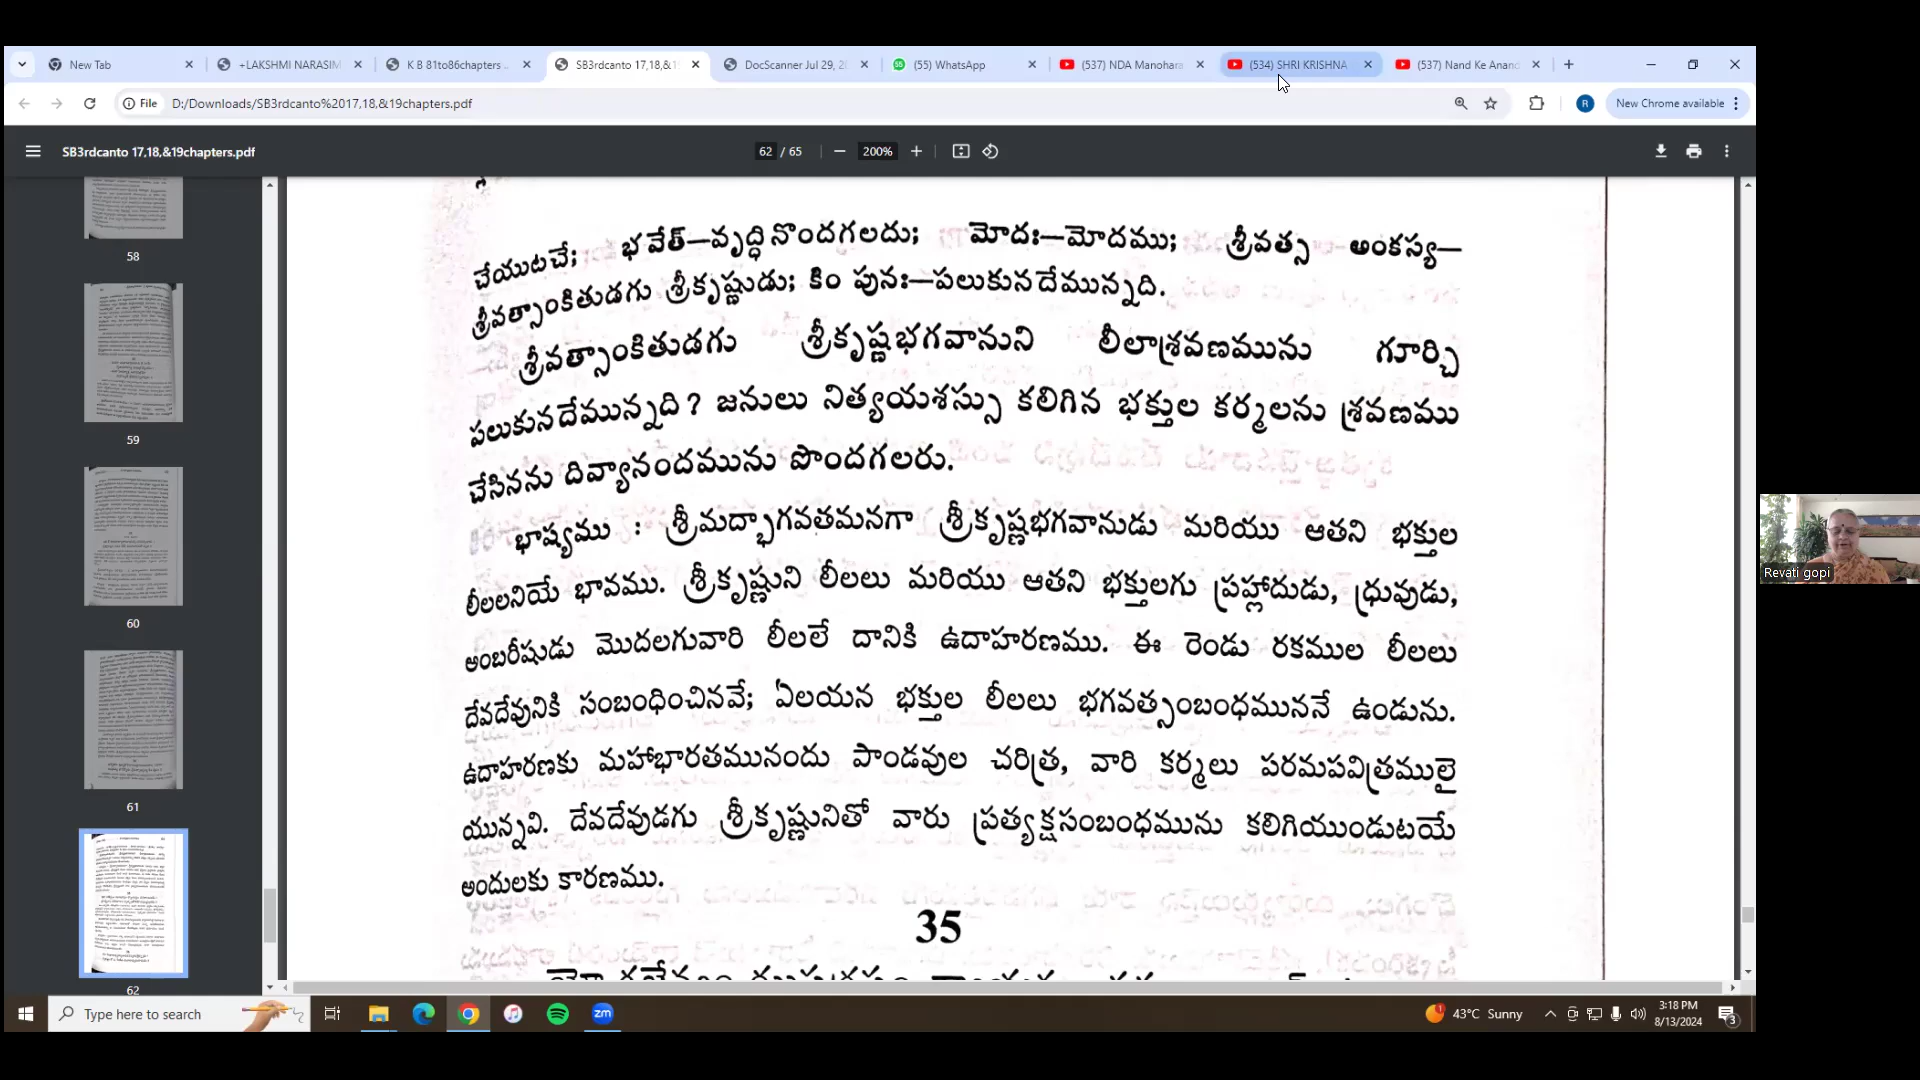 New Tab
+LAKSHMI NARASIM
K B 81to86chapters
SB3rdcanto 17,18,&1
DocScanner Jul 29, 2
(55) WhatsApp
(537) NDA Manohara
(534) SHRI KRISHNA
(537) Nand Ke Anand
File D:/Downloads/SB3rdcanto%2017,18,&19chapters.pdf
R
New Chrome available
SB3rdcanto 17,18,&19chapters.pdf
62 / 65
200%
58
59
60
61
62
చేయుటచే; భవేత్—వృద్ధినొందగలదు; మోదః—మోదము; శ్రీవత్స అంకస్య—
శ్రీవత్సాంకితుడగు శ్రీకృష్ణుడు; కిం పునః—పలుకునదేమున్నది.
శ్రీవత్సాంకితుడగు శ్రీకృష్ణభగవానుని లీలాశ్రవణమును గూర్చి
పలుకునదేమున్నది? జనులు నిత్యయశస్సు కలిగిన భక్తుల కర్మలను శ్రవణము
చేసినను దివ్యానందమును పొందగలరు.
భాష్యము : శ్రీమద్భాగవతమనగా శ్రీకృష్ణభగవానుడు మరియు ఆతని భక్తుల
లీలలనియే భావము. శ్రీకృష్ణుని లీలలు మరియు ఆతని భక్తులగు ప్రహ్లాదుడు, ధ్రువుడు,
అంబరీషుడు మొదలగువారి లీలలే దానికి ఉదాహరణము. ఈ రెండు రకముల లీలలు
దేవదేవునికి సంబంధించినవే; ఏలయన భక్తుల లీలలు భగవత్సంబంధముననే ఉండును.
ఉదాహరణకు మహాభారతమునందు పాండవుల చరిత్ర, వారి కర్మలు పరమపవిత్రములై
యున్నవి. దేవదేవుడగు శ్రీకృష్ణునితో వారు ప్రత్యక్షసంబంధమును కలిగియుండుటయే
అందులకు కారణము.
35
Revati gopi
Type here to search
zm
43°C Sunny
3:18 PM
8/13/2024
3